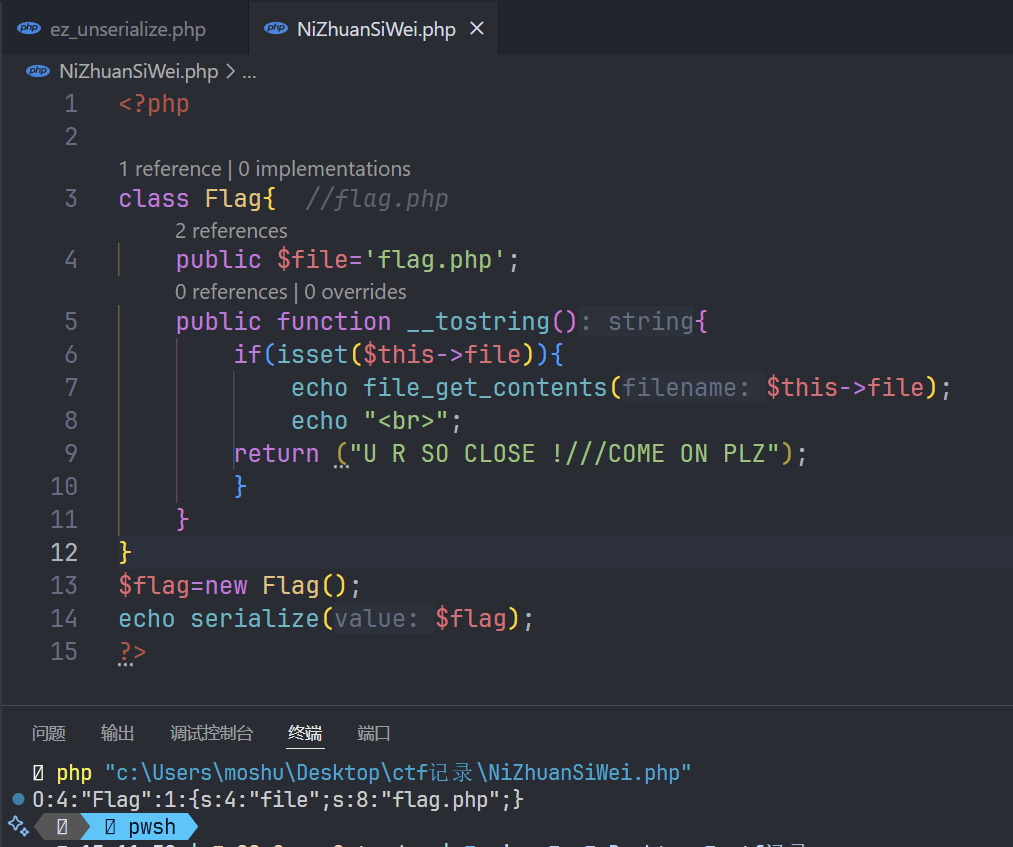 php ez_unserialize.php php NiZhuanSiWei.php ×
php NiZhuanSiWei.php > ...
1 <?php
2
1 reference | 0 implementations
3 class Flag{ //flag.php
2 references
4 public $file='flag.php';
0 references | 0 overrides
5 public function __tostring(): string{
6 if(isset($this->file)){
7 echo file_get_contents(filename: $this->file);
8 echo "<br>";
9 return ("U R SO CLOSE !///COME ON PLZ");
10 }
11 }
12 }
13 $flag=new Flag();
14 echo serialize(value: $flag);
15 ?>
问题 输出 调试控制台 终端 端口
php "c:\Users\moshu\Desktop\ctf记录\NiZhuanSiWei.php"
O:4:"Flag":1:{s:4:"file";s:8:"flag.php";}
pwsh